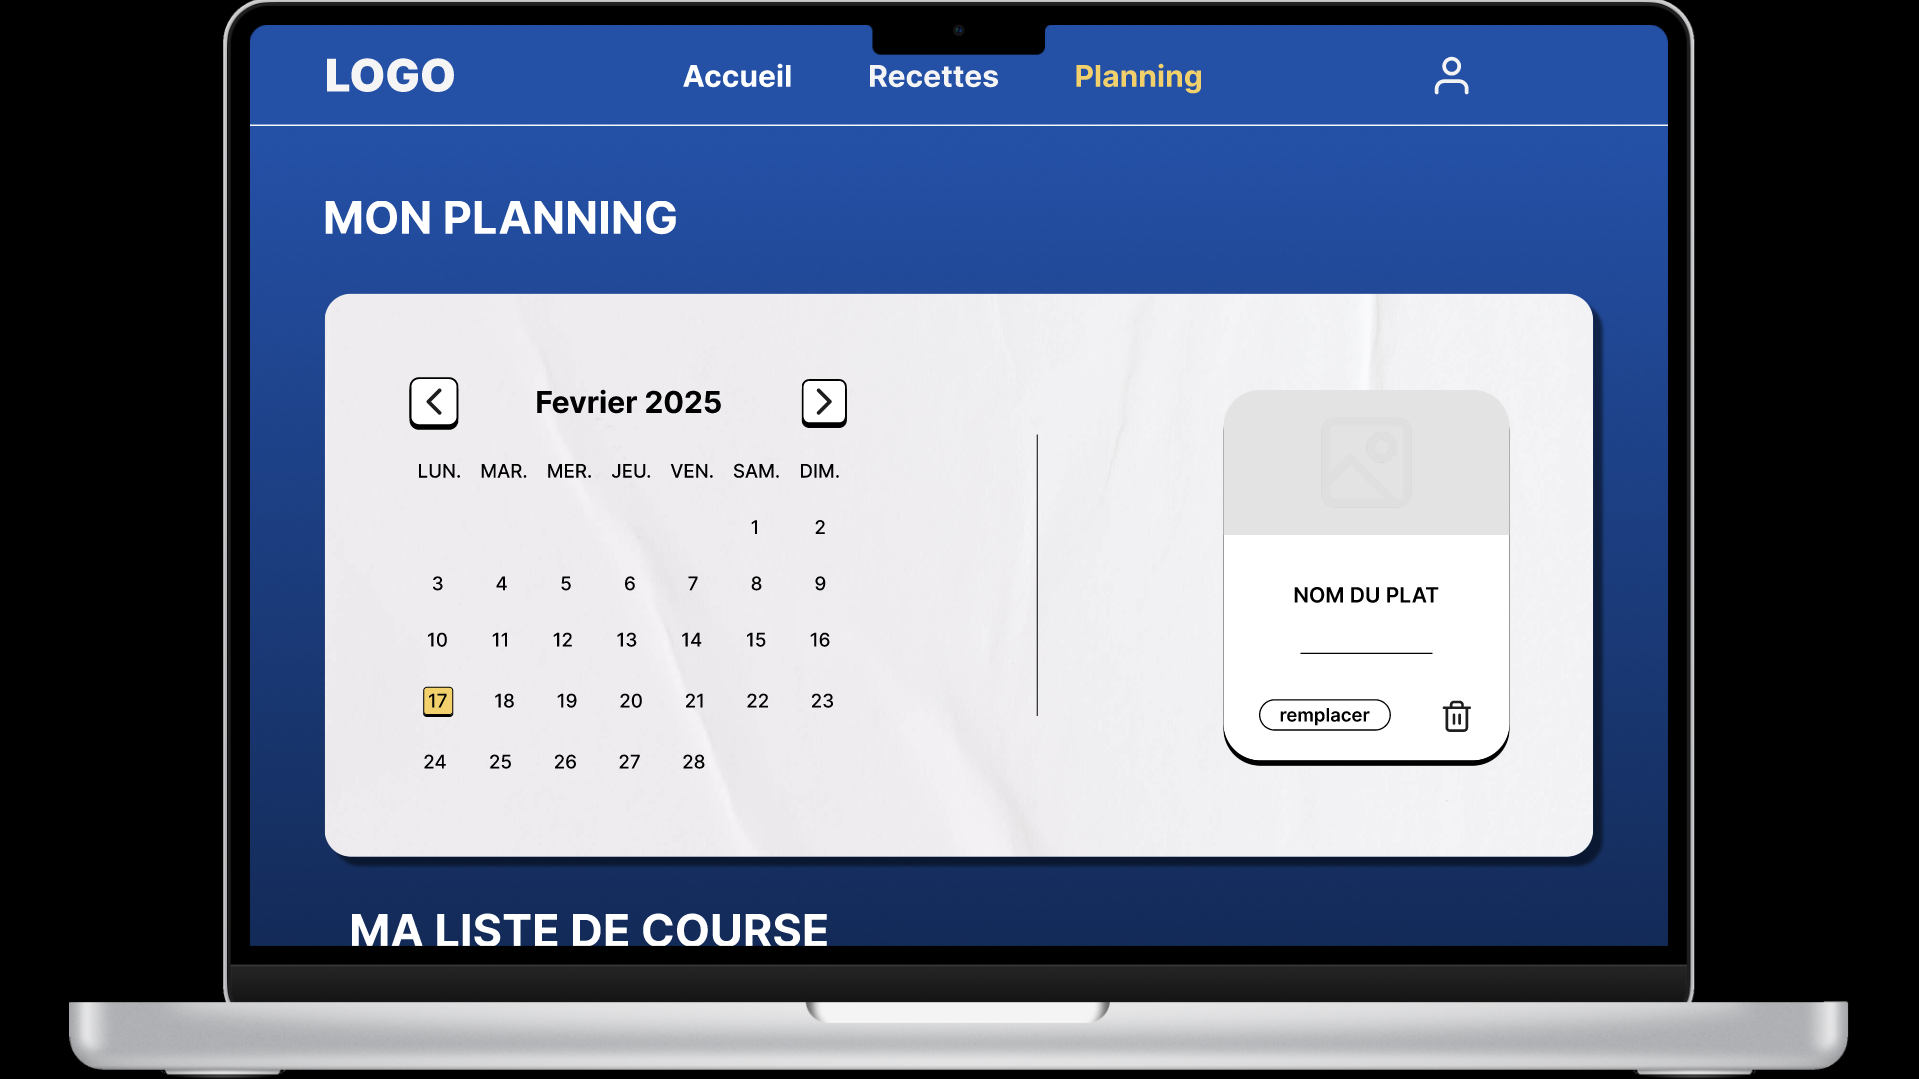 LOGO
Accueil Recettes Planning
MON PLANNING
Fevrier 2025
LUN. MAR. MER. JEU. VEN. SAM. DIM.
1 2
3 4 5 6 7 8 9
10 11 12 13 14 15 16
17 18 19 20 21 22 23
24 25 26 27 28
NOM DU PLAT
remplacer
MA LISTE DE COURSE